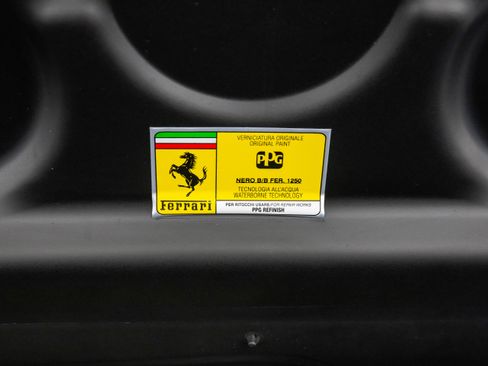 VERNICIATURA ORIGINALE
ORIGINAL PAINT
PPG
NERO B/B FER. 1250
TECNOLOGIA ALL'ACQUA
WATERBORNE TECHNOLOGY
PER RITOCCHI USARE/FOR REPAIR WORKS
PPG REFINISH
Ferrari